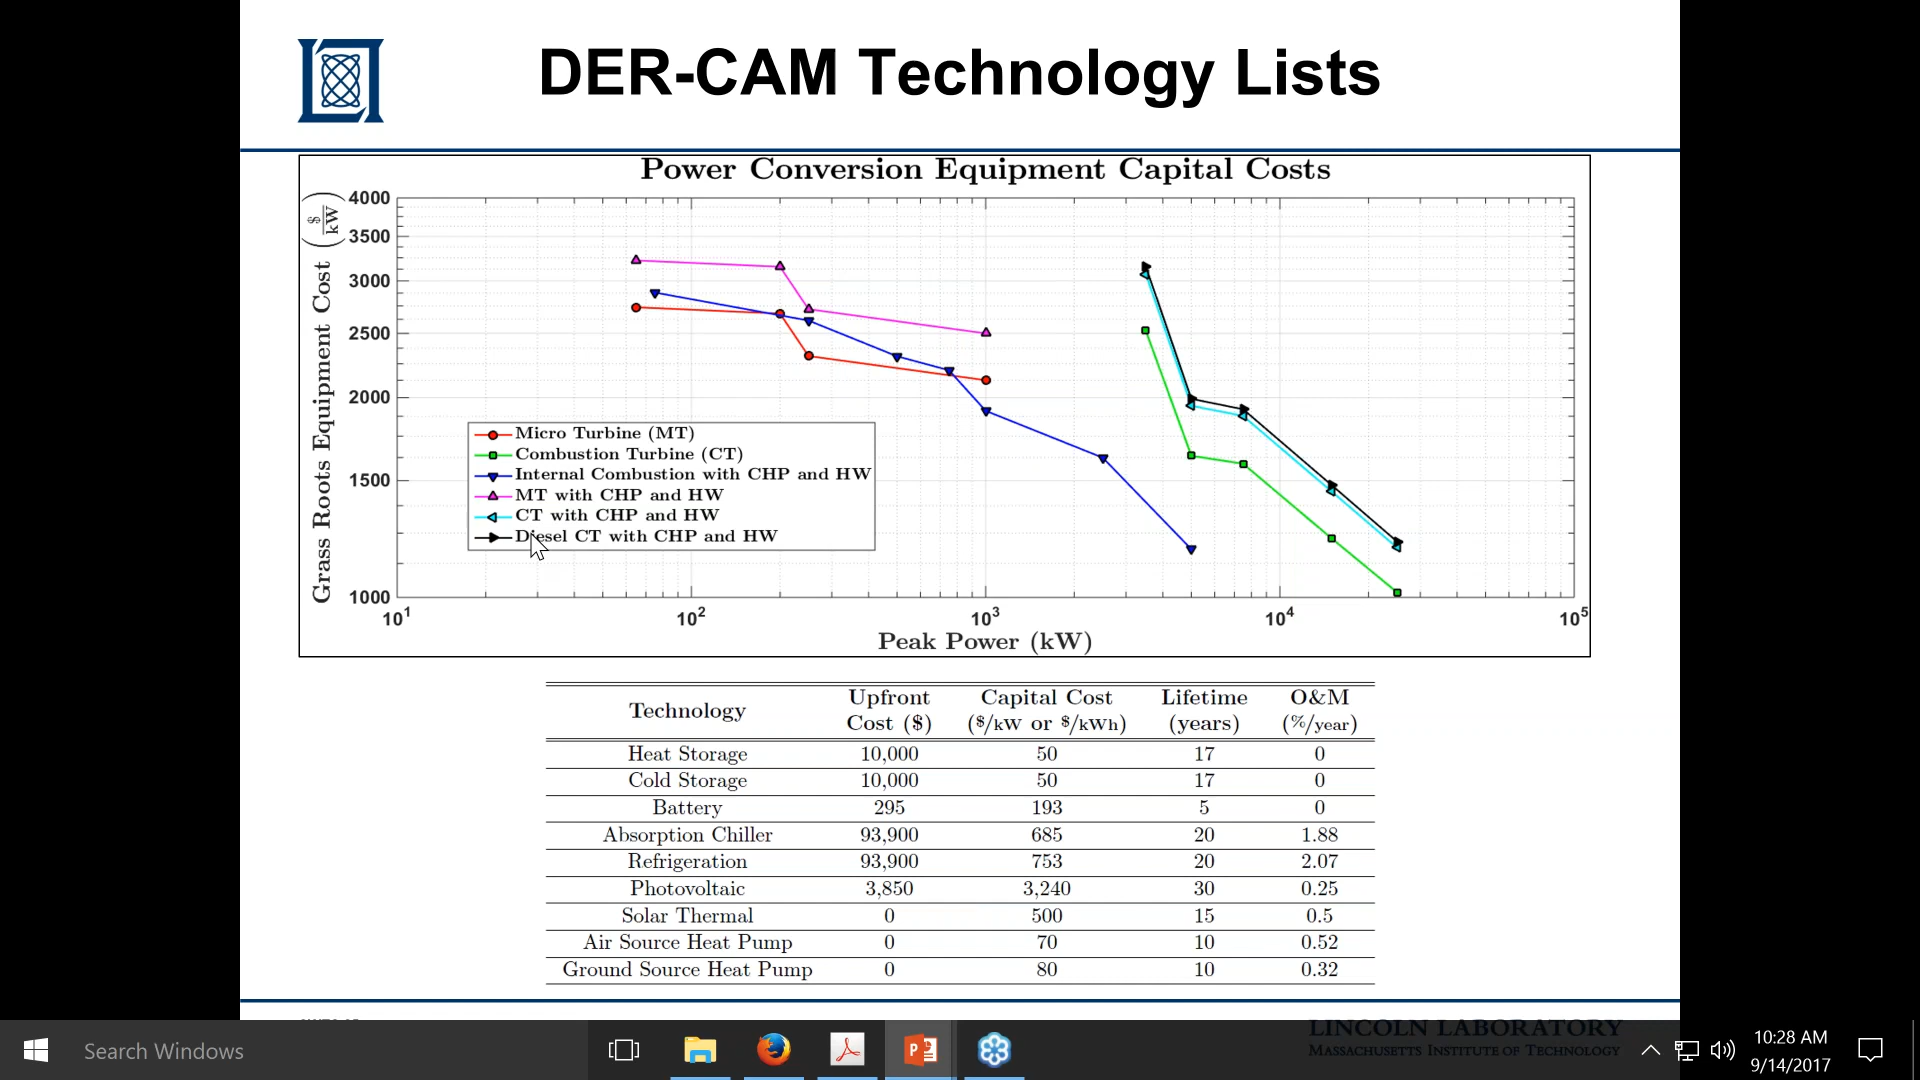 DER-CAM Technology Lists
Power Conversion Equipment Capital Costs
Grass Roots Equipment Cost ($/kW)
4000
3500
3000
2500
2000
1500
1000
Micro Turbine (MT)
Combustion Turbine (CT)
Internal Combustion with CHP and HW
MT with CHP and HW
CT with CHP and HW
Diesel CT with CHP and HW
10^1 10^2 10^3 10^4 10^5
Peak Power (kW)
Technology Upfront Cost ($) Capital Cost ($/kW or $/kWh) Lifetime (years) O&M (%/year)
Heat Storage 10,000 50 17 0
Cold Storage 10,000 50 17 0
Battery 295 193 5 0
Absorption Chiller 93,900 685 20 1.88
Refrigeration 93,900 753 20 2.07
Photovoltaic 3,850 3,240 30 0.25
Solar Thermal 0 500 15 0.5
Air Source Heat Pump 0 70 10 0.52
Ground Source Heat Pump 0 80 10 0.32
LINCOLN LABORATORY
MASSACHUSETTS INSTITUTE OF TECHNOLOGY
Search Windows
10:28 AM
9/14/2017